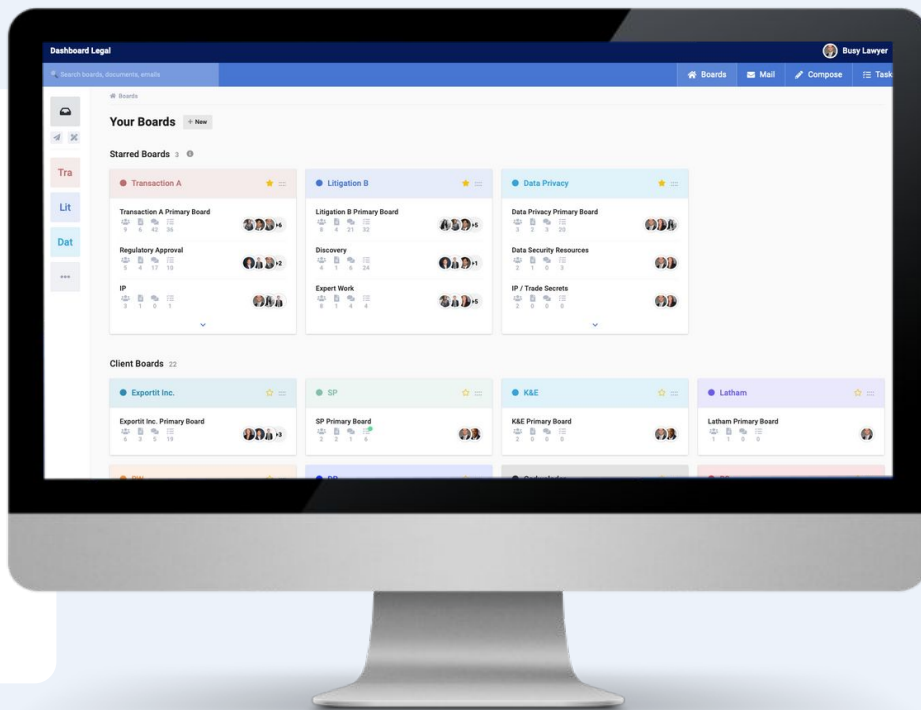 Dashboard Legal
Busy Lawyer
Search boards, documents, emails
Boards Mail Compose Task
Boards
Your Boards + New
Starred Boards 3
Tra
Lit
Dat
Transaction A
Transaction A Primary Board
9 6 42 36
+6
Regulatory Approval
5 4 17 10
+2
IP
3 1 0 1
Litigation B
Litigation B Primary Board
8 4 21 32
+5
Discovery
4 1 6 24
+1
Expert Work
8 1 4 4
+5
Data Privacy
Data Privacy Primary Board
3 2 3 20
Data Security Resources
2 1 0 3
IP / Trade Secrets
2 0 0 0
Client Boards 22
Exportit Inc.
Exportit Inc. Primary Board
6 3 5 19
+3
SP
SP Primary Board
2 2 1 6
K&E
K&E Primary Board
2 0 0 0
Latham
Latham Primary Board
1 1 0 0